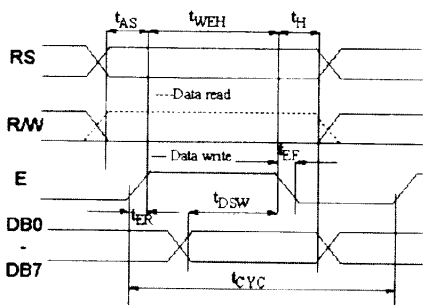 tAS tWEH tH
RS
----Data read
R/W
— Data write
tEF
E
tER
tDSW
DB0
-
DB7
tCYC